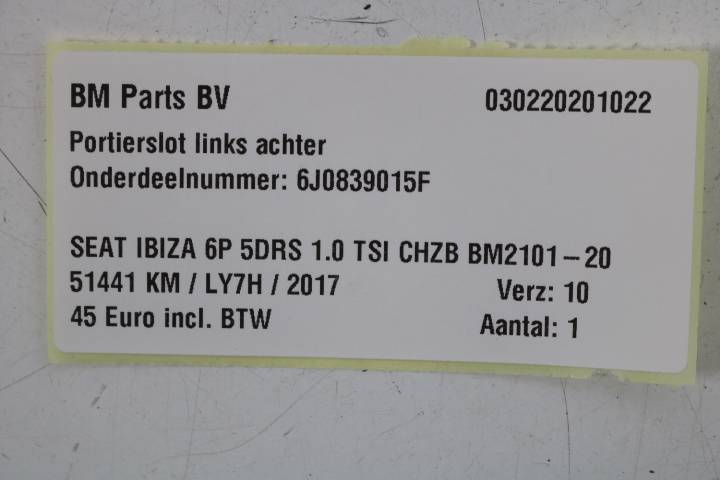 BM Parts BV 030220201022
Portierslot links achter
Onderdeelnummer: 6J0839015F
SEAT IBIZA 6P 5DRS 1.0 TSI CHZB BM2101-20
51441 KM / LY7H / 2017 Verz: 10
45 Euro incl. BTW Aantal: 1